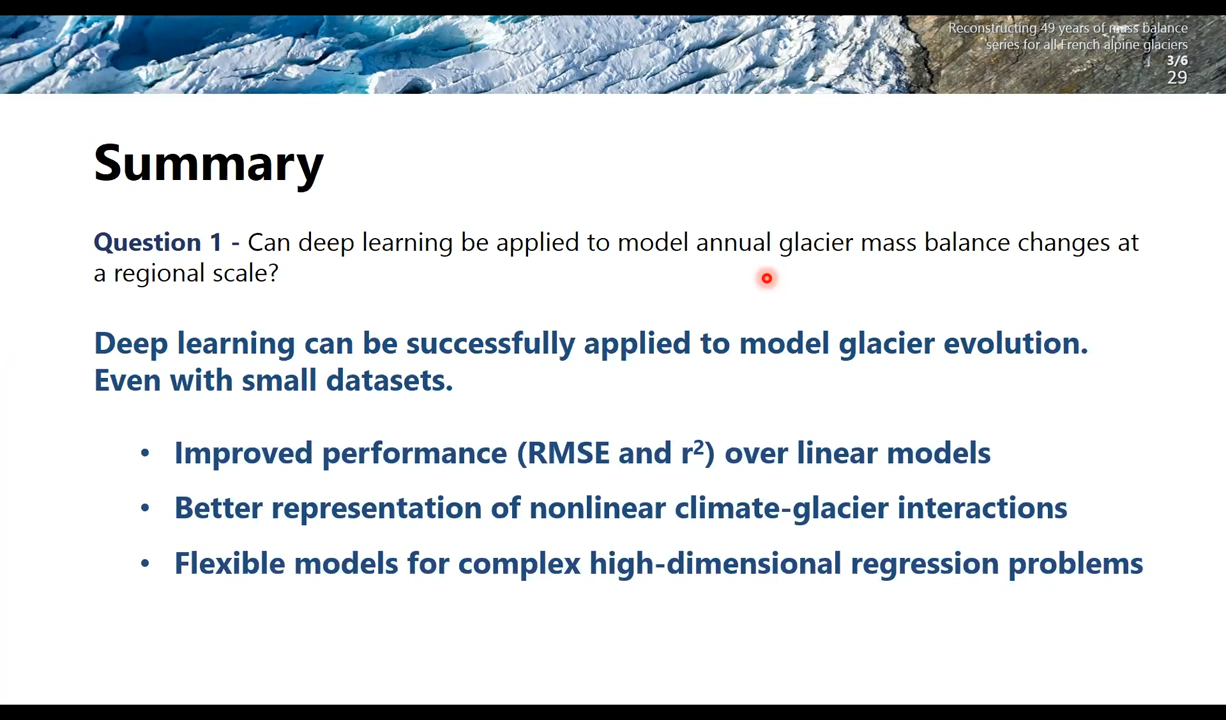 Reconstructing 49 years of mass balance
series for all French alpine glaciers
3/6
29
Summary
Question 1 - Can deep learning be applied to model annual glacier mass balance changes at
a regional scale?
Deep learning can be successfully applied to model glacier evolution.
Even with small datasets.
• Improved performance (RMSE and r²) over linear models
• Better representation of nonlinear climate-glacier interactions
• Flexible models for complex high-dimensional regression problems